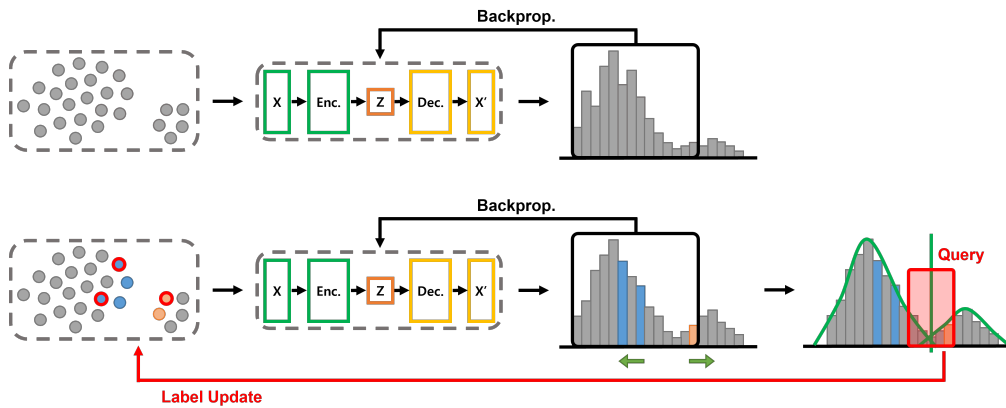 Backprop.
X Enc. Z Dec. X'
Backprop.
X Enc. Z Dec. X'
Query
Label Update